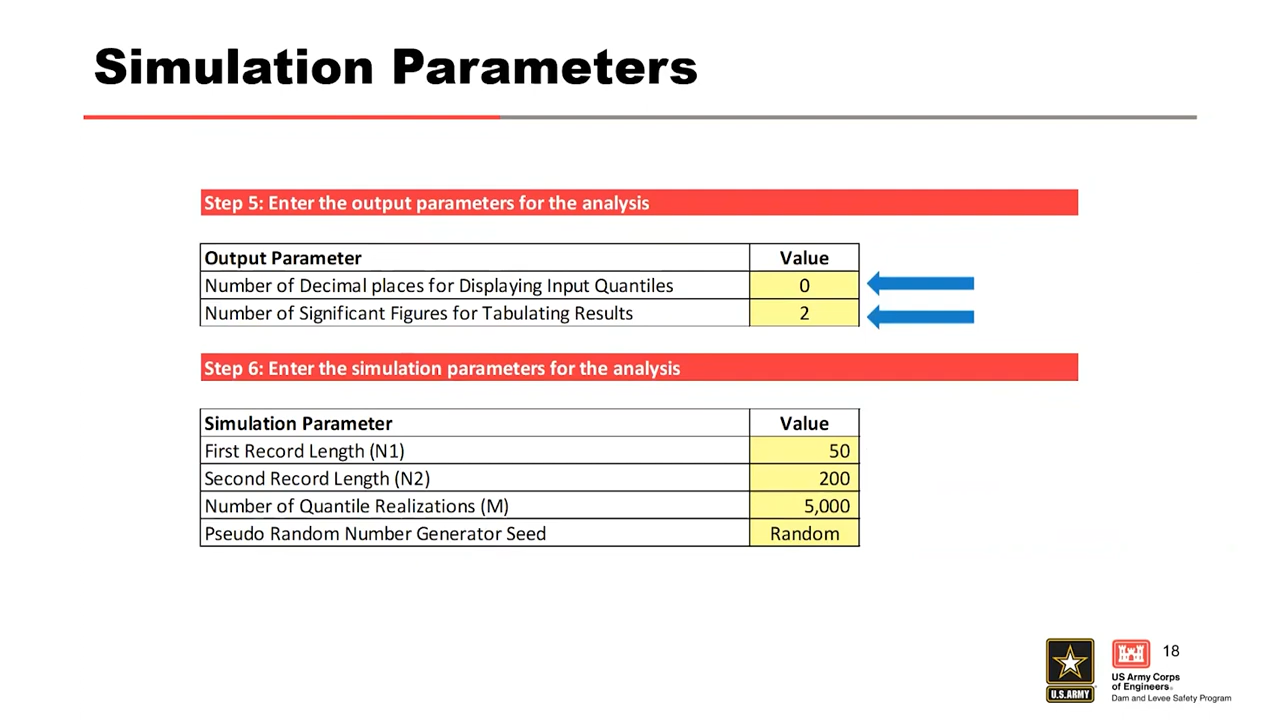 Simulation Parameters
Step 5: Enter the output parameters for the analysis
Output Parameter Value
Number of Decimal places for Displaying Input Quantiles 0
Number of Significant Figures for Tabulating Results 2
Step 6: Enter the simulation parameters for the analysis
Simulation Parameter Value
First Record Length (N1) 50
Second Record Length (N2) 200
Number of Quantile Realizations (M) 5,000
Pseudo Random Number Generator Seed Random
U.S.ARMY
18
US Army Corps
of Engineers®
Dam and Levee Safety Program